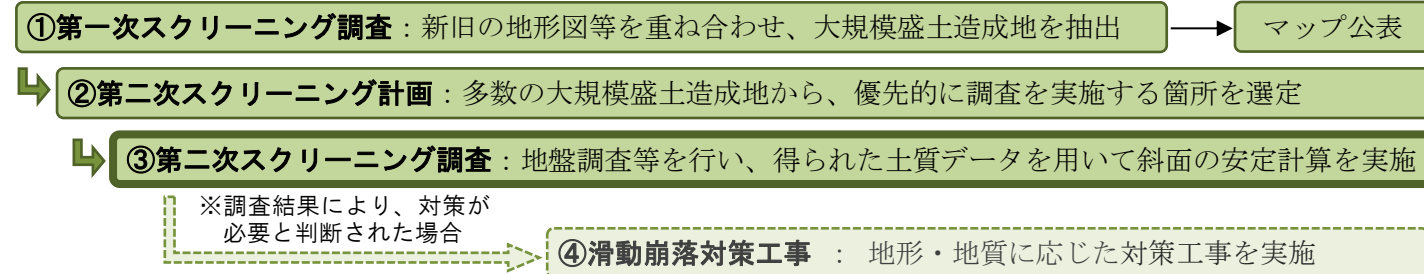 ①第一次スクリーニング調査：新旧の地形図等を重ね合わせ、大規模盛土造成地を抽出
マップ公表
②第二次スクリーニング計画：多数の大規模盛土造成地から、優先的に調査を実施する箇所を選定
③第二次スクリーニング調査：地盤調査等を行い、得られた土質データを用いて斜面の安定計算を実施
※調査結果により、対策が
必要と判断された場合
④滑動崩落対策工事　：　地形・地質に応じた対策工事を実施